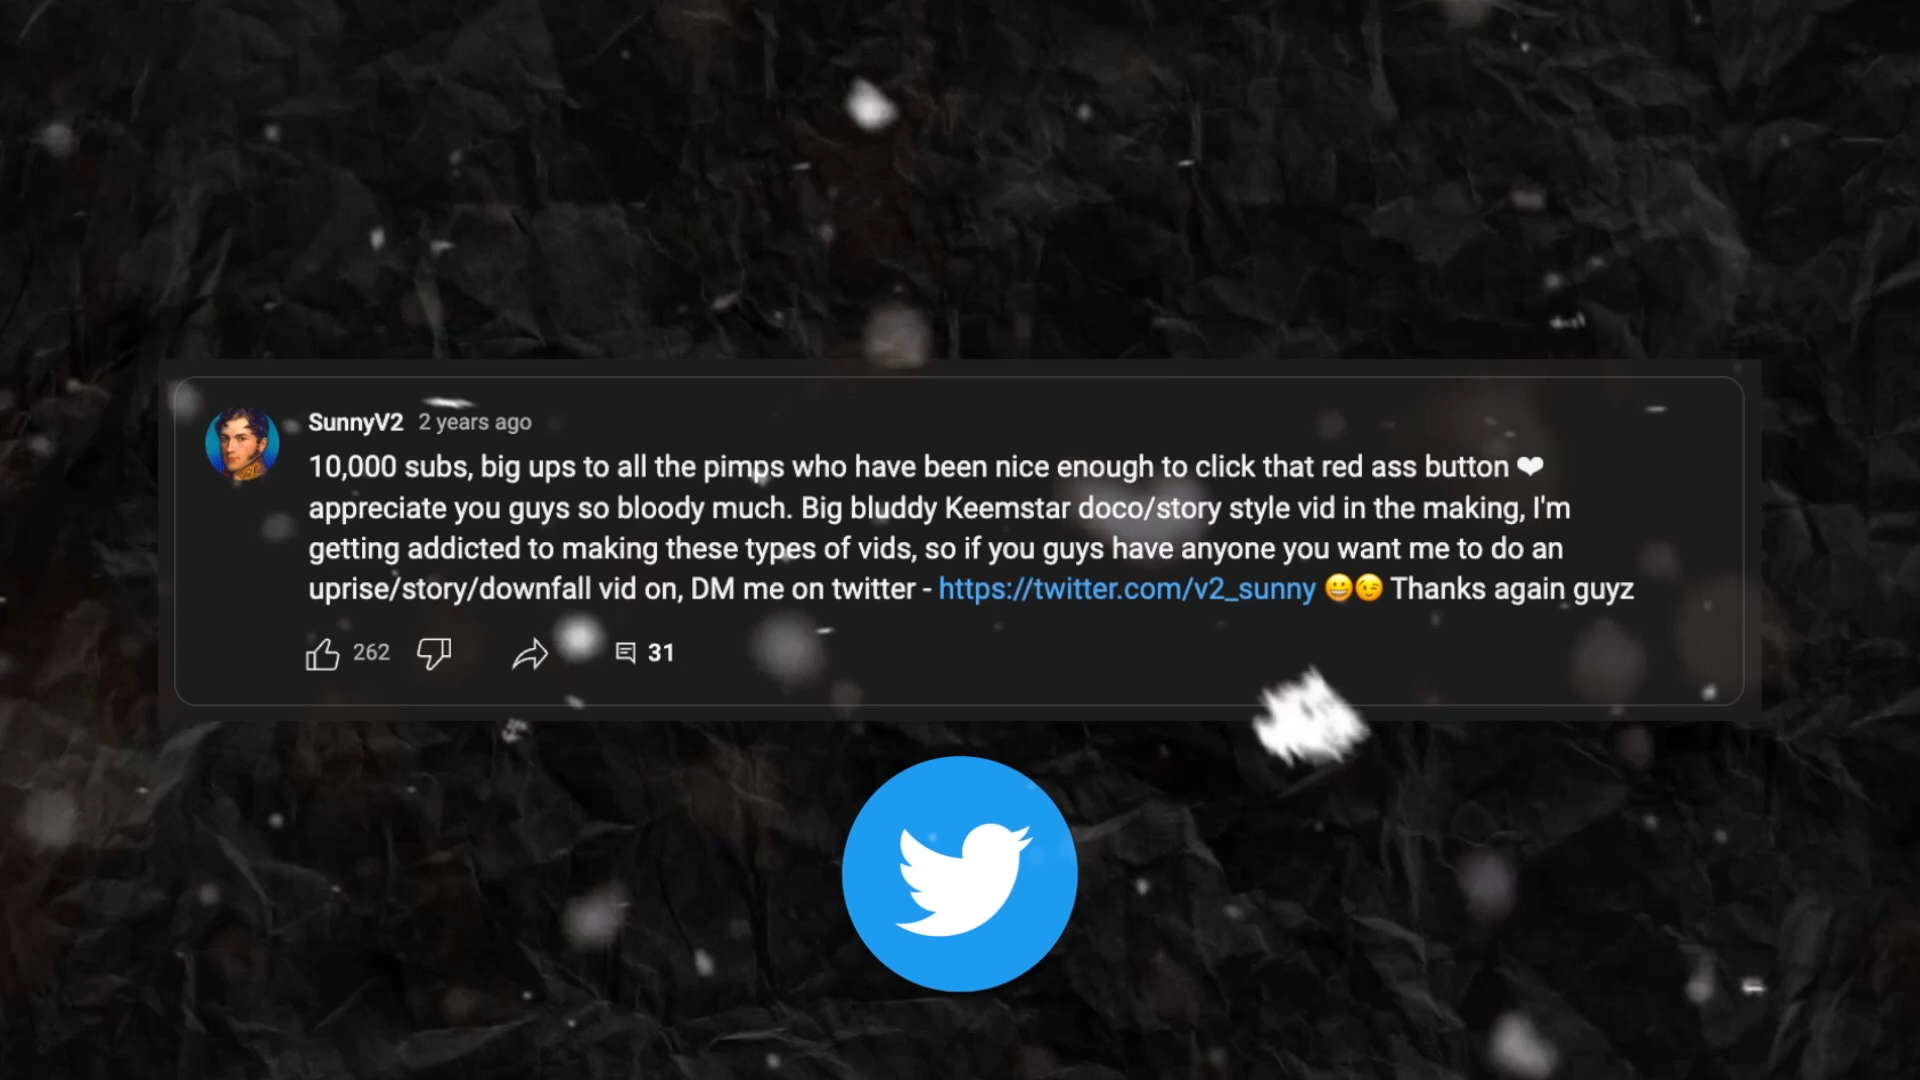 SunnyV2 2 years ago
10,000 subs, big ups to all the pimps who have been nice enough to click that red ass button ❤
appreciate you guys so bloody much. Big bluddy Keemstar doco/story style vid in the making, I'm
getting addicted to making these types of vids, so if you guys have anyone you want me to do an
uprise/story/downfall vid on, DM me on twitter - https://twitter.com/v2_sunny 😀😉 Thanks again guyz
262 31